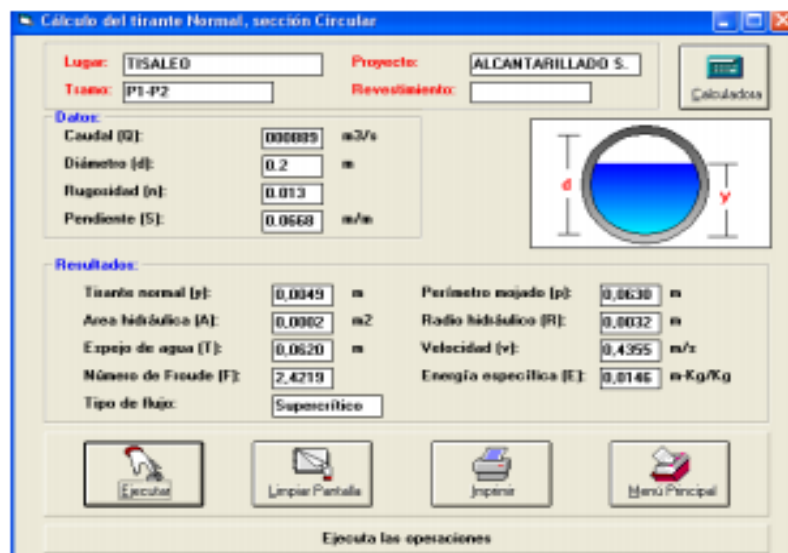 Cálculo del tirante Normal, sección Circular
Lugar: TISALEO Proyecto: ALCANTARILLADO S.
Tramo: P1-P2 Revestimiento:
Calculadora
Datos:
Caudal (Q): 000889 m3/s
Diámetro (d): 0.2 m
Rugosidad (n): 0.013
Pendiente (S): 0.0668 m/m
d
y
Resultados:
Tirante normal (y): 0,0049 m Perímetro mojado (p): 0,0630 m
Area hidráulica (A): 0,0002 m2 Radio hidráulico (R): 0,0032 m
Espejo de agua (T): 0,0620 m Velocidad (v): 0,4355 m/s
Número de Froude (F): 2,4219 Energía específica (E): 0,0146 m-Kg/Kg
Tipo de flujo: Supercrítico
Ejecutar Limpiar Pantalla Imprimir Menú Principal
Ejecuta las operaciones